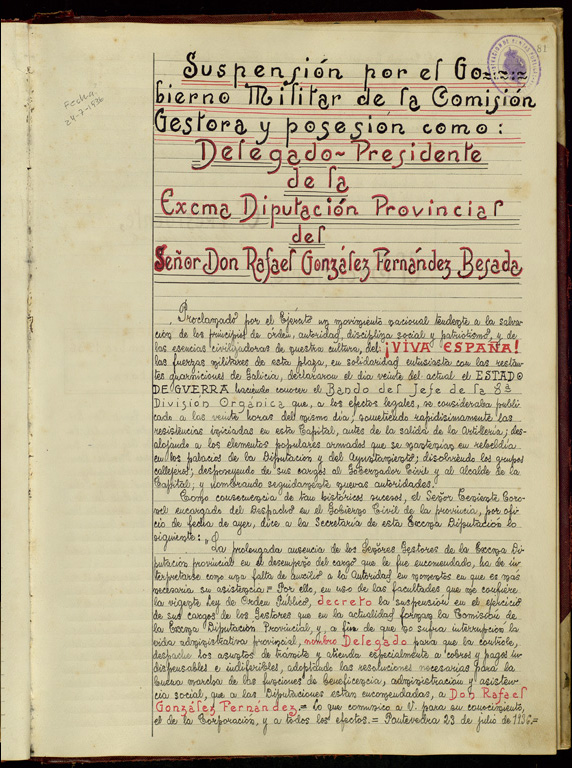 81
Fecha:
24-7-1936
Suspensión por el Go=:=:=
bierno Militar de la Comisión
Gestora y posesión como:
Delegado-Presidente
de la
Excma Diputación Provincial
del
Señor Don Rafael González Fernández Besada
Proclamado por el Ejército un movimiento nacional tendente a la salva-
ción de los principios de orden, autoridad, disciplina social y patriotismo, y de
las esencias civilizadoras de nuestra cultura, del ¡VIVA ESPAÑA!
las fuerzas militares de esta plaza, en solidaridad entusiasta con las restan-
tes guarniciones de Galicia, declararon el día veinte del actual el ESTADO
DE GUERRA haciendo conocer el Bando del Jefe de la 8ª
División Orgánica que, a los efectos legales, se consideraba publi-
cado a las veinte horas del mismo día; sometiendo rapidísimamente las
resistencias iniciadas en esta Capital, antes de la salida de la Artillería; des-
alojando a los elementos populares armados que se mantenían en rebeldía
en los palacios de la Diputación y del Ayuntamiento; disolviendo los grupos
callejeros; desposeyendo de sus cargos al Gobernador Civil y al alcalde de la
Capital; y nombrando seguidamente nuevas autoridades.
Como consecuencia de tan históricos sucesos, el Señor Teniente Coro-
nel encargado del Despacho en el Gobierno Civil de la provincia, por ofi-
cio de fecha de ayer, dice a la Secretaría de esta Excma Diputación lo
siguiente:
La prolongada ausencia de los Señores Gestores de la Excma Di-
putación provincial en el desempeño del cargo que le fue encomendado, ha de in-
terpretarse como una falta de auxilio a la Autoridad en momentos en que es mas
necesaria su asistencia.= Por ello, en uso de las facultades que me confiere
la vigente Ley de Orden Público, decreto la suspensión en el ejercicio
de sus cargos de los Gestores que en la actualidad forman la Comisión de
la Excma Diputación Provincial, y, a fin de que no sufra interrupción la
vida administrativa provincial, nombro Delegado para que la concrete,
despache los asuntos de trámite y atienda especialmente a cobros y pagos in-
dispensables e indiferibles, adoptando las resoluciones necesarias para la
buena marcha de las funciones de beneficencia, administración y asisten-
cia social, que a las Diputaciones están encomendadas, a Don Rafael
González Fernández.= Lo que comunico a V. para su conocimiento,
el de la Corporación, y a todos los efectos.= Pontevedra 23 de julio de 1936.=